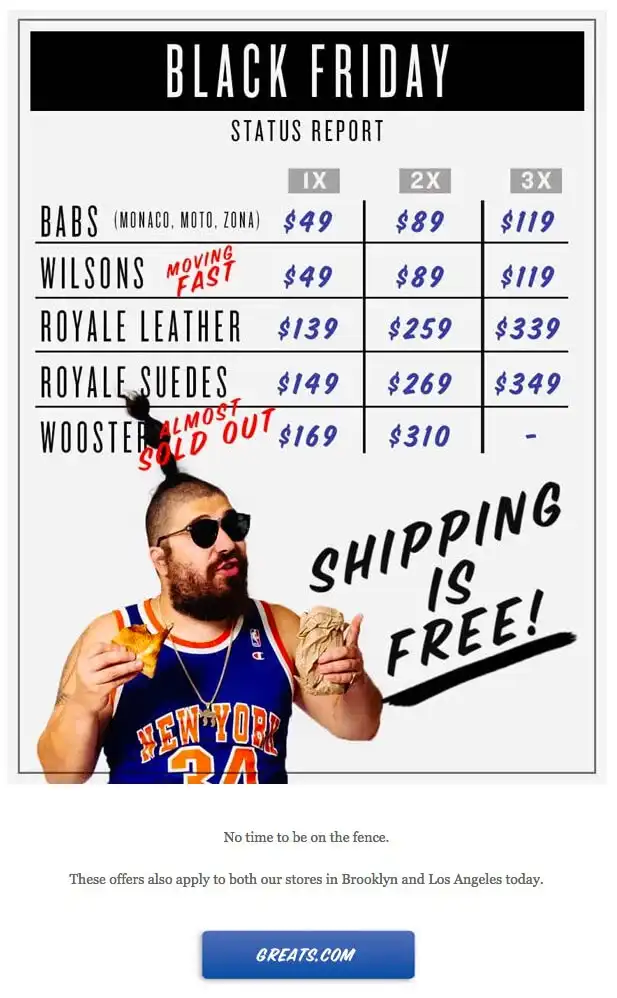 BLACK FRIDAY
STATUS REPORT
1X 2X 3X
BABS (MONACO, MOTO, ZONA) $49 $89 $119
WILSONS MOVING FAST $49 $89 $119
ROYALE LEATHER $139 $259 $339
ROYALE SUEDES $149 $269 $349
WOOSTER ALMOST SOLD OUT $169 $310 -
SHIPPING
IS
FREE!
NBA
NEW YORK
34
No time to be on the fence.
These offers also apply to both our stores in Brooklyn and Los Angeles today.
GREATS.COM